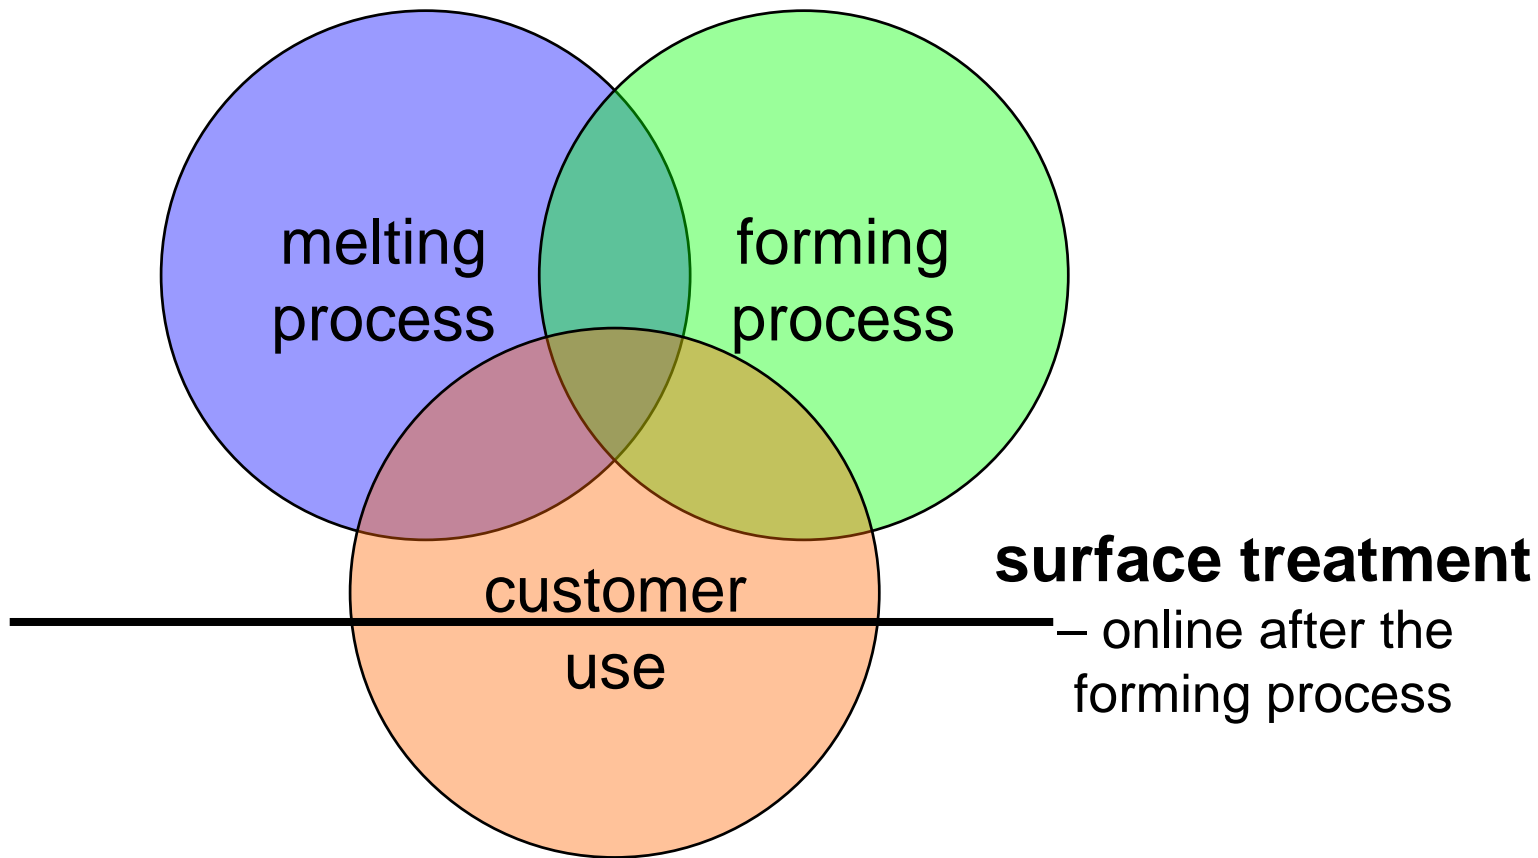 melting
process
forming
process
customer
use
surface treatment
– online after the
forming process